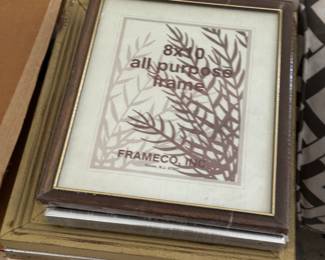 8x10
all purpose
frame
FRAMECO, INC.